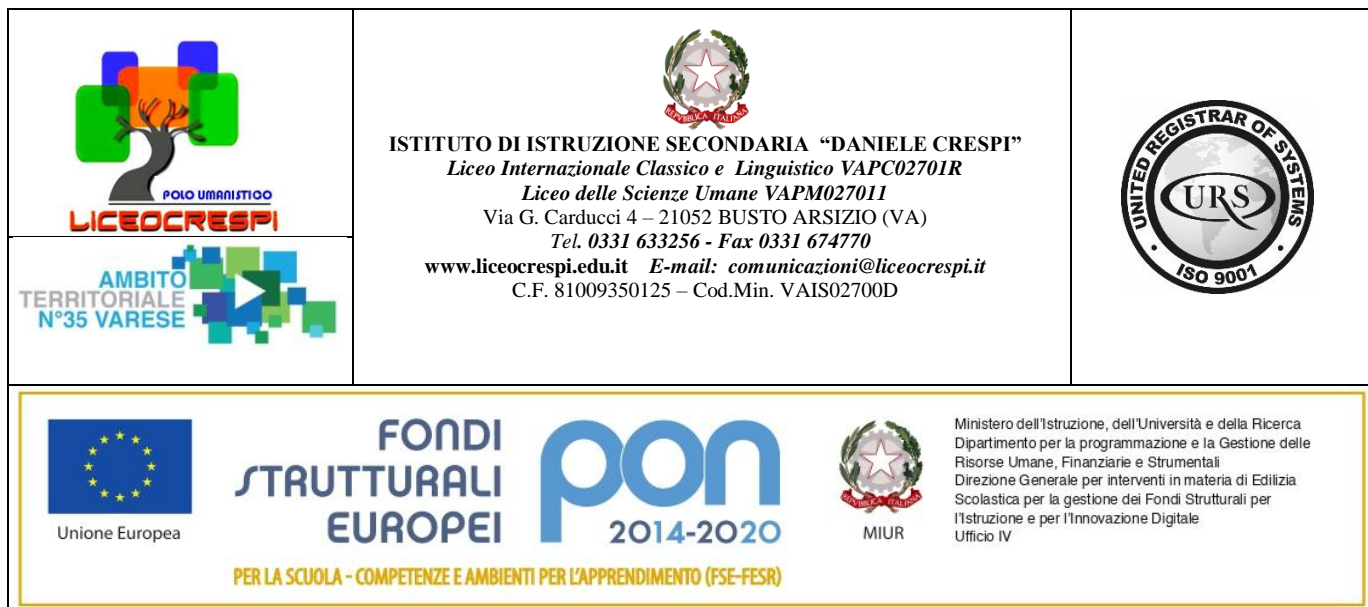 POLO UMANISTICO
LICEOCRESPI
AMBITO
TERRITORIALE
N°35 VARESE
REPVBBLICA ITALIANA
ISTITUTO DI ISTRUZIONE SECONDARIA “DANIELE CRESPI”
Liceo Internazionale Classico e Linguistico VAPC02701R
Liceo delle Scienze Umane VAPM027011
Via G. Carducci 4 – 21052 BUSTO ARSIZIO (VA)
Tel. 0331 633256 - Fax 0331 674770
www.liceocrespi.edu.it E-mail: comunicazioni@liceocrespi.it
C.F. 81009350125 – Cod.Min. VAIS02700D
UNITED REGISTRAR OF SYSTEMS
URS
ISO 9001
Unione Europea
FONDI
STRUTTURALI
EUROPEI
pon
2014-2020
PER LA SCUOLA - COMPETENZE E AMBIENTI PER L'APPRENDIMENTO (FSE-FESR)
REPVBBLICA ITALIANA
MIUR
Ministero dell'Istruzione, dell'Università e della Ricerca
Dipartimento per la programmazione e la Gestione delle
Risorse Umane, Finanziarie e Strumentali
Direzione Generale per interventi in materia di Edilizia
Scolastica per la gestione dei Fondi Strutturali per
l'Istruzione e per l'Innovazione Digitale
Ufficio IV